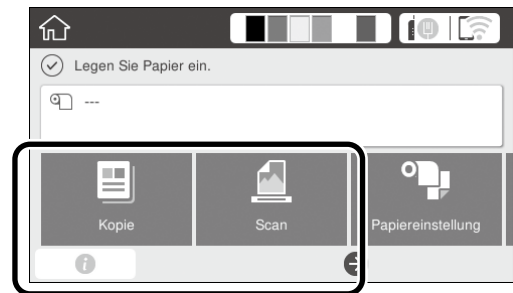 Legen Sie Papier ein.
---
Kopie
Scan
Papiereinstellung
i